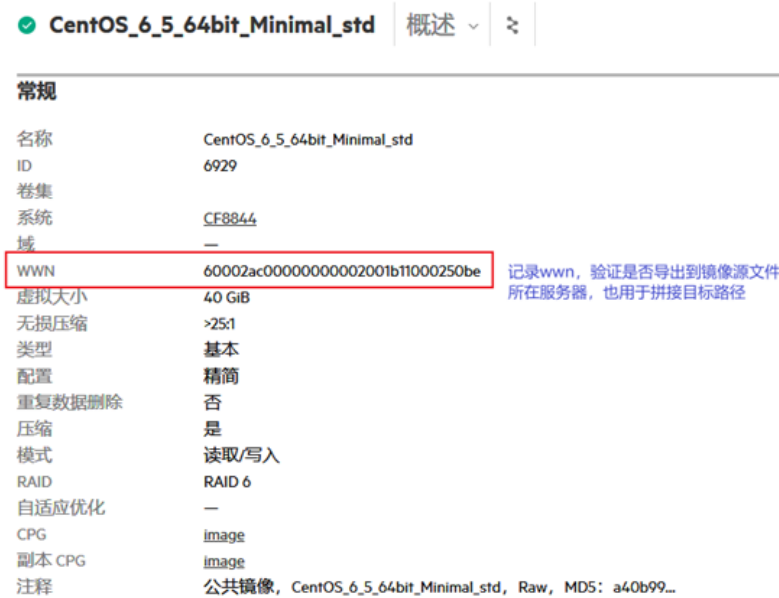 CentOS_6_5_64bit_Minimal_std 概述
常规
名称 CentOS_6_5_64bit_Minimal_std
ID 6929
卷集
系统 CF8844
域 —
WWN 60002ac00000000002001b11000250be
记录wwn，验证是否导出到镜像源文件
所在服务器，也用于拼接目标路径
虚拟大小 40 GiB
无损压缩 >25:1
类型 基本
配置 精简
重复数据删除 否
压缩 是
模式 读取/写入
RAID RAID 6
自适应优化 —
CPG image
副本 CPG image
注释 公共镜像，CentOS_6_5_64bit_Minimal_std，Raw，MD5：a40b99...